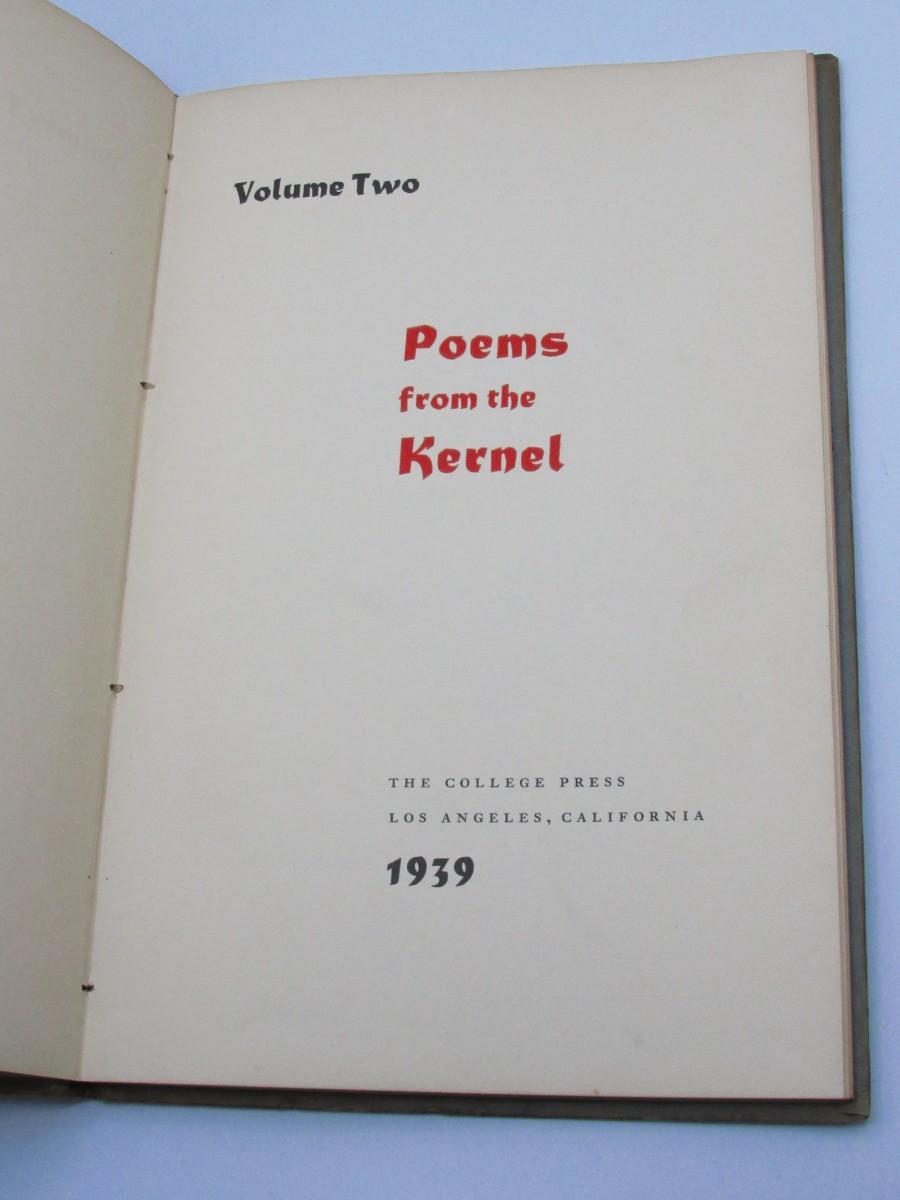 Volume Two
Poems
from the
Kernel
THE COLLEGE PRESS
LOS ANGELES, CALIFORNIA
1939